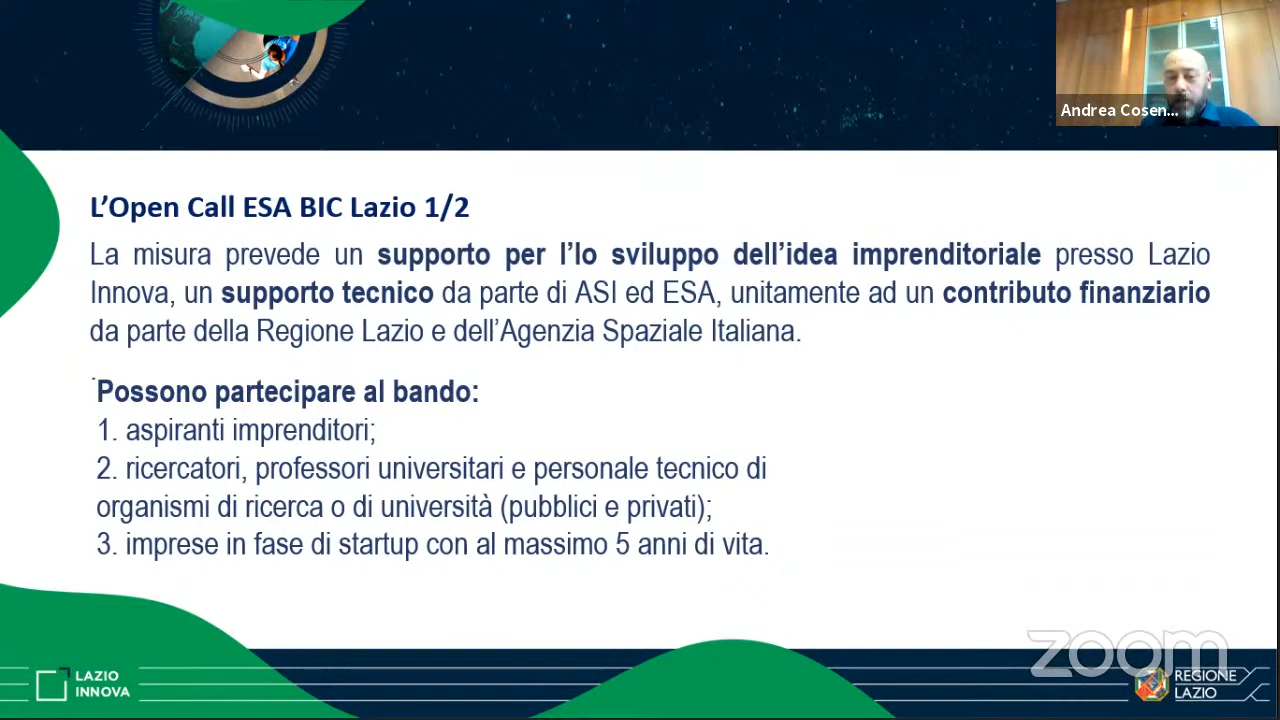 Andrea Cosen...
L'Open Call ESA BIC Lazio 1/2
La misura prevede un supporto per l'lo sviluppo dell'idea imprenditoriale presso Lazio
Innova, un supporto tecnico da parte di ASI ed ESA, unitamente ad un contributo finanziario
da parte della Regione Lazio e dell'Agenzia Spaziale Italiana.
Possono partecipare al bando:
1. aspiranti imprenditori;
2. ricercatori, professori universitari e personale tecnico di
organismi di ricerca o di università (pubblici e privati);
3. imprese in fase di startup con al massimo 5 anni di vita.
zoom
LAZIO
INNOVA
REGIONE
LAZIO